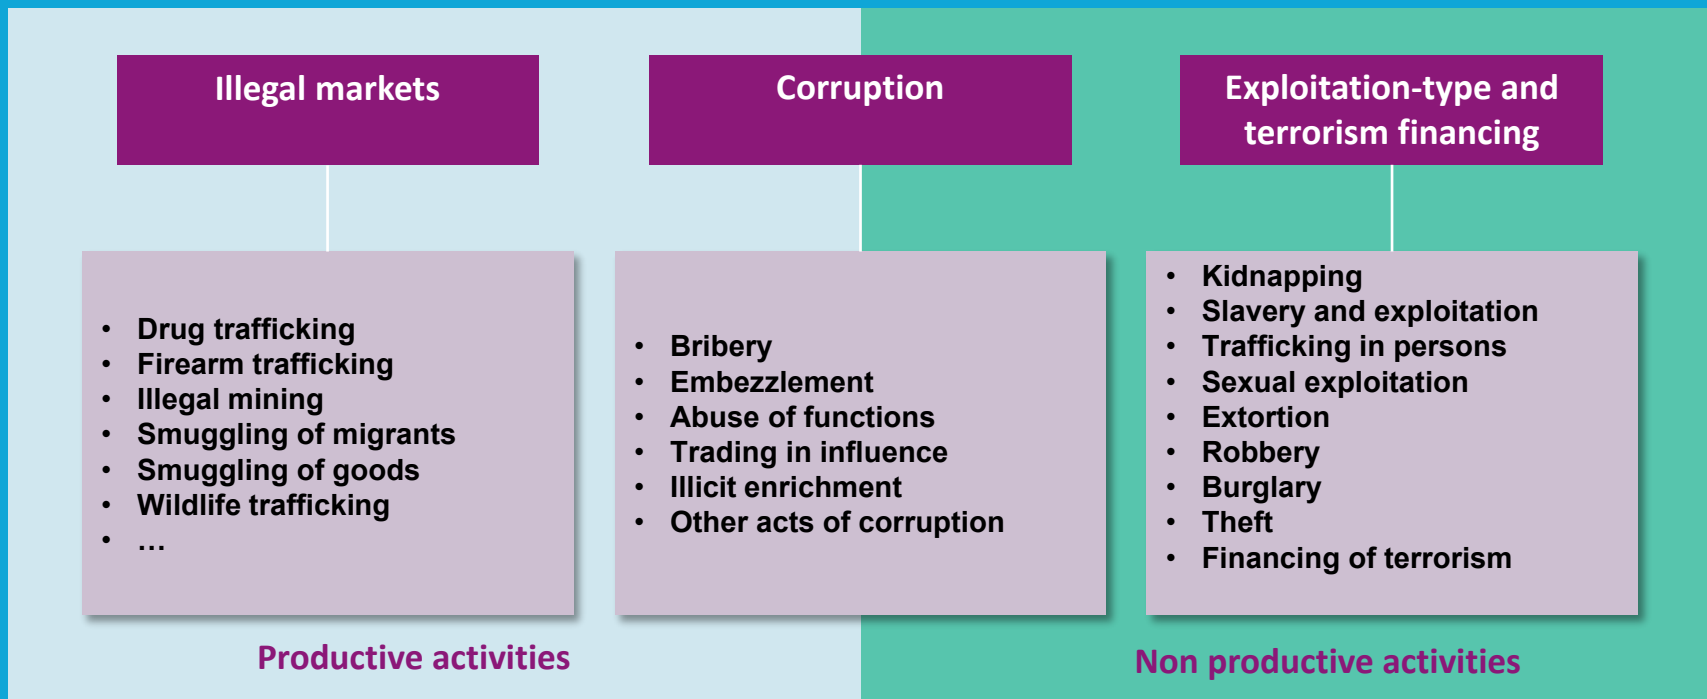 Illegal markets
• Drug trafficking
• Firearm trafficking
• Illegal mining
• Smuggling of migrants
• Smuggling of goods
• Wildlife trafficking
• …
Corruption
• Bribery
• Embezzlement
• Abuse of functions
• Trading in influence
• Illicit enrichment
• Other acts of corruption
Exploitation-type and
terrorism financing
• Kidnapping
• Slavery and exploitation
• Trafficking in persons
• Sexual exploitation
• Extortion
• Robbery
• Burglary
• Theft
• Financing of terrorism
Productive activities
Non productive activities